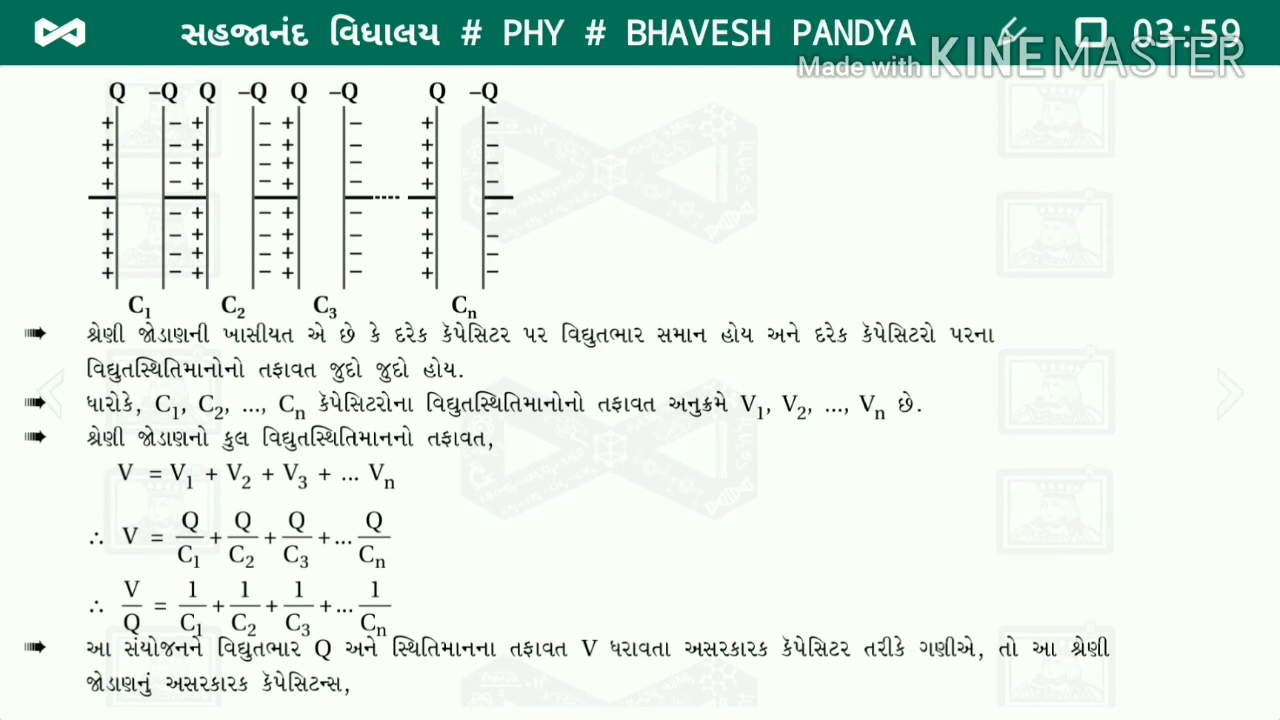 સહજાનંદ વિધાલય # PHY # BHAVESH PANDYA 03:59
Made with KINEMASTER
Q –Q Q –Q Q –Q Q –Q
C1 C2 C3 Cn
શ્રેણી જોડાણની ખાસીયત એ છે કે દરેક કૅપેસિટર પર વિદ્યુતભાર સમાન હોય અને દરેક કૅપેસિટરો પરના
વિદ્યુતસ્થિતિમાનોનો તફાવત જુદો જુદો હોય.
ધારોકે, C1, C2, ..., Cn કૅપેસિટરોના વિદ્યુતસ્થિતિમાનોનો તફાવત અનુક્રમે V1, V2, ..., Vn છે.
શ્રેણી જોડાણનો કુલ વિદ્યુતસ્થિતિમાનનો તફાવત,
V = V1 + V2 + V3 + ... Vn
∴ V = Q/C1 + Q/C2 + Q/C3 + ... Q/Cn
∴ V/Q = 1/C1 + 1/C2 + 1/C3 + ... 1/Cn
આ સંયોજનને વિદ્યુતભાર Q અને સ્થિતિમાનના તફાવત V ધરાવતા અસરકારક કૅપેસિટર તરીકે ગણીએ, તો આ શ્રેણી
જોડાણનું અસરકારક કૅપેસિટન્સ,